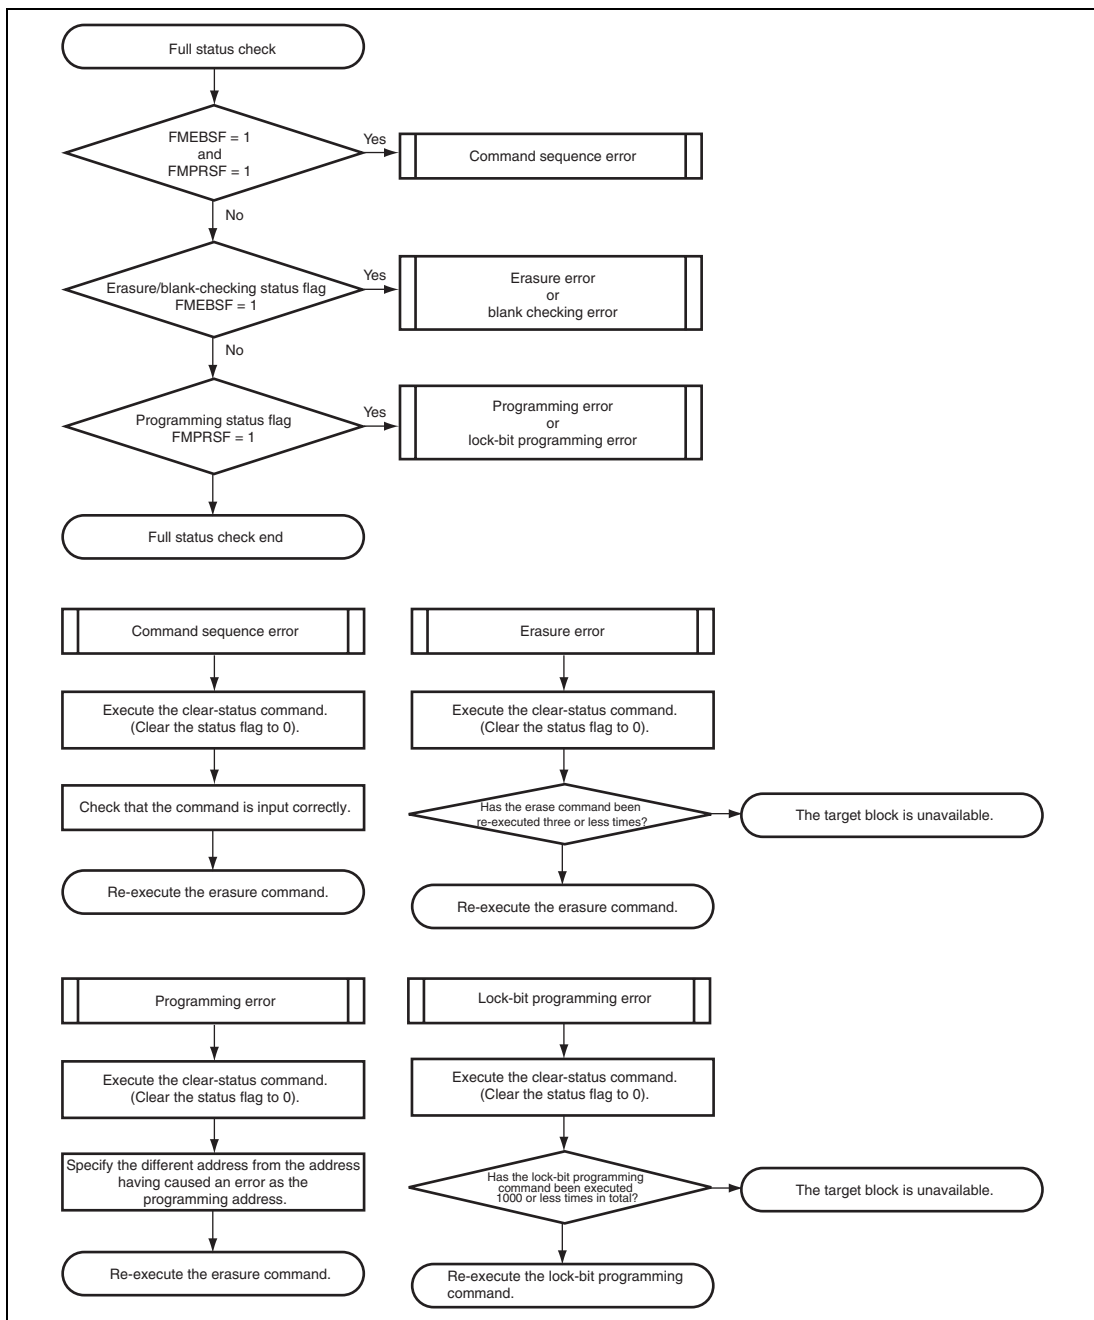 Full status check
FMEBSF = 1
and
FMPRSF = 1
Yes
Command sequence error
No
Erasure/blank-checking status flag
FMEBSF = 1
Yes
Erasure error
or
blank checking error
No
Programming status flag
FMPRSF = 1
Yes
Programming error
or
lock-bit programming error
Full status check end
Command sequence error
Execute the clear-status command.
(Clear the status flag to 0).
Check that the command is input correctly.
Re-execute the erasure command.
Erasure error
Execute the clear-status command.
(Clear the status flag to 0).
Has the erase command been
re-executed three or less times?
The target block is unavailable.
Re-execute the erasure command.
Programming error
Execute the clear-status command.
(Clear the status flag to 0).
Specify the different address from the address
having caused an error as the
programming address.
Re-execute the erasure command.
Lock-bit programming error
Execute the clear-status command.
(Clear the status flag to 0).
Has the lock-bit programming
command been executed
1000 or less times in total?
The target block is unavailable.
Re-execute the lock-bit programming
command.